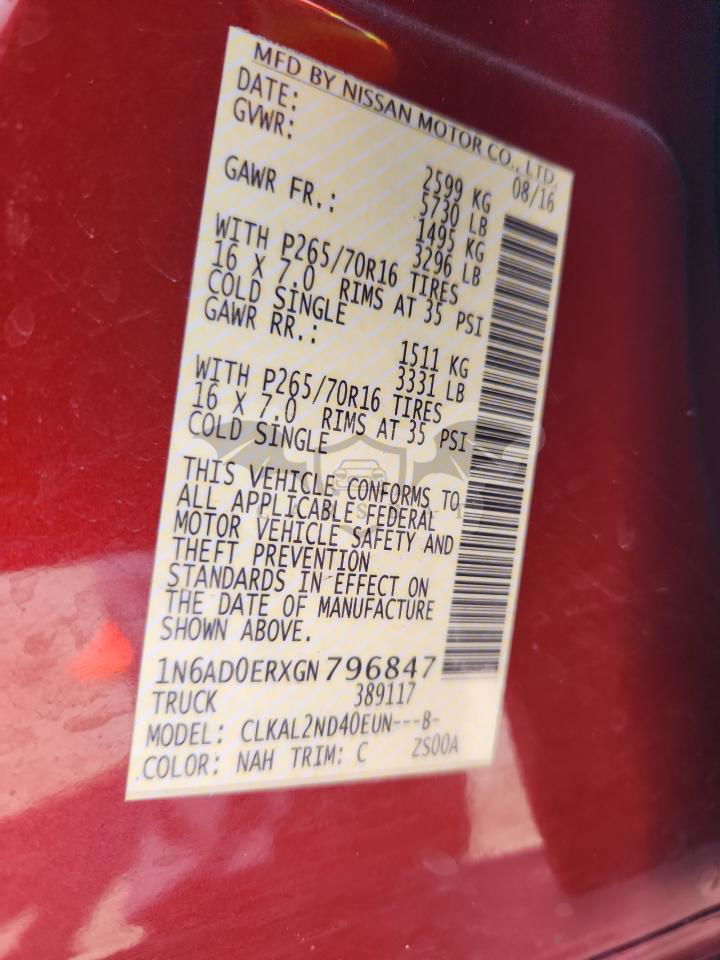 MFD BY NISSAN MOTOR CO., LTD.
DATE: 08/16
GVWR: 2599 KG
5730 LB
GAWR FR.: 1495 KG
3296 LB
WITH P265/70R16 TIRES
16 X 7.0 RIMS AT 35 PSI
COLD SINGLE
GAWR RR.: 1511 KG
3331 LB
WITH P265/70R16 TIRES
16 X 7.0 RIMS AT 35 PSI
COLD SINGLE
THIS VEHICLE CONFORMS TO
ALL APPLICABLE FEDERAL
MOTOR VEHICLE SAFETY AND
THEFT PREVENTION
STANDARDS IN EFFECT ON
THE DATE OF MANUFACTURE
SHOWN ABOVE.
1N6AD0ERXGN796847
TRUCK 389117
MODEL: CLKAL2ND40EUN---B-
COLOR: NAH TRIM: C ZS00A